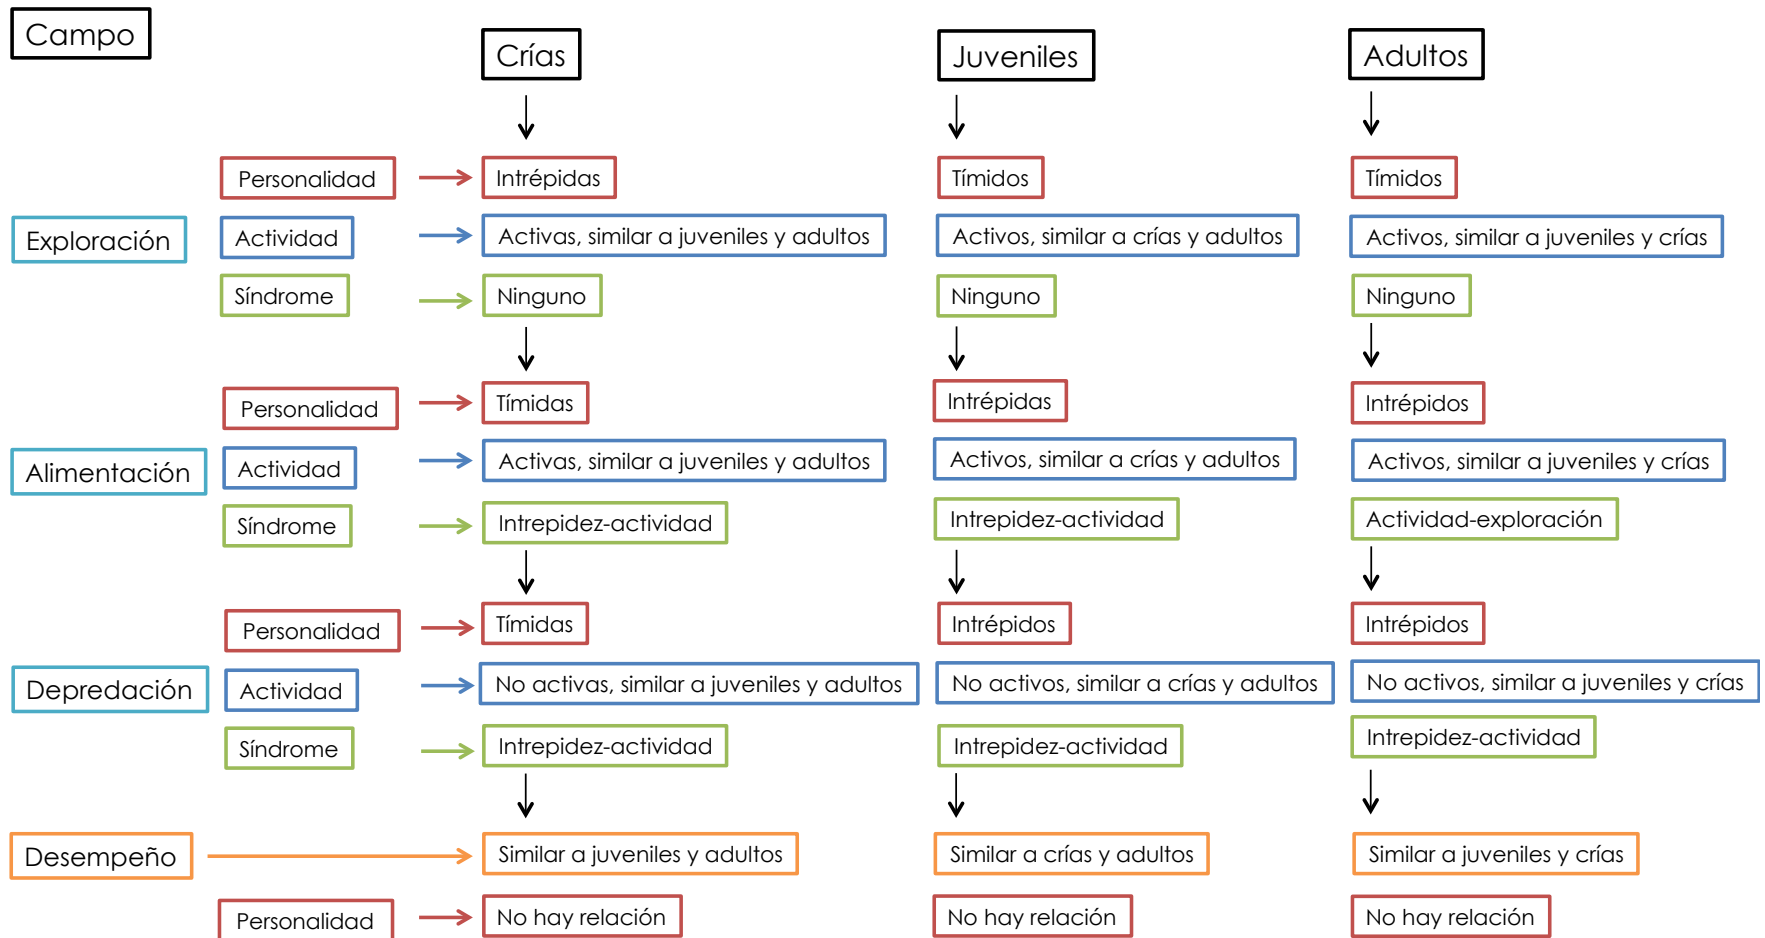 Campo
Crías
Juveniles
Adultos
Personalidad
Intrépidas
Tímidos
Tímidos
Exploración
Actividad
Activas, similar a juveniles y adultos
Activos, similar a crías y adultos
Activos, similar a juveniles y crías
Síndrome
Ninguno
Ninguno
Ninguno
Personalidad
Tímidas
Intrépidas
Intrépidos
Alimentación
Actividad
Activas, similar a juveniles y adultos
Activos, similar a crías y adultos
Activos, similar a juveniles y crías
Síndrome
Intrepidez-actividad
Intrepidez-actividad
Actividad-exploración
Personalidad
Tímidas
Intrépidos
Intrépidos
Depredación
Actividad
No activas, similar a juveniles y adultos
No activos, similar a crías y adultos
No activos, similar a juveniles y crías
Síndrome
Intrepidez-actividad
Intrepidez-actividad
Intrepidez-actividad
Desempeño
Similar a juveniles y adultos
Similar a crías y adultos
Similar a juveniles y crías
Personalidad
No hay relación
No hay relación
No hay relación